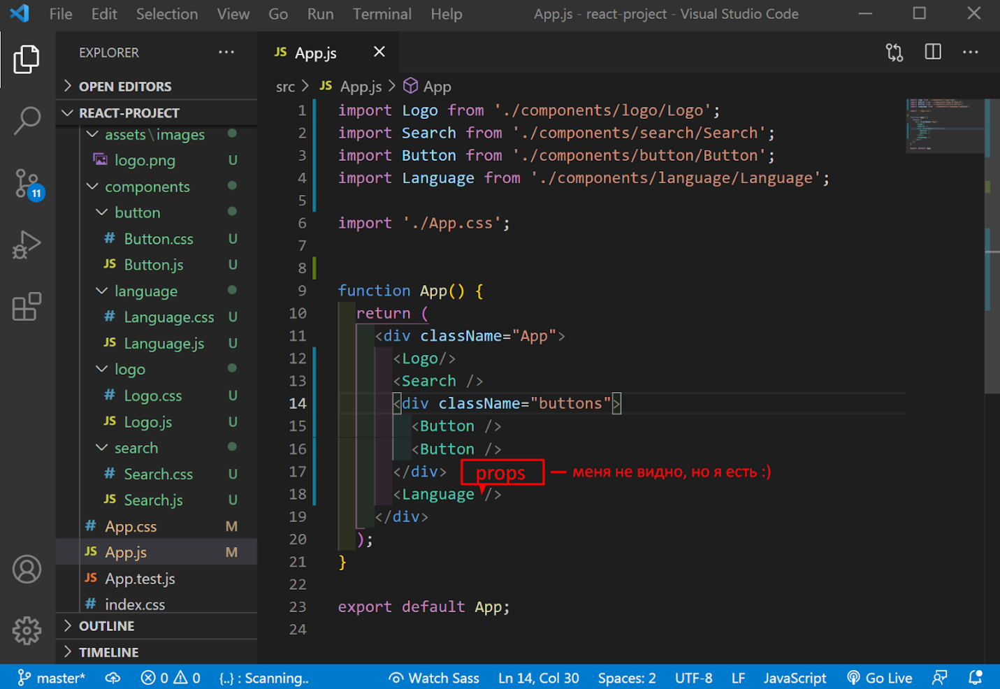 File Edit Selection View Go Run Terminal Help App.js - react-project - Visual Studio Code
EXPLORER ...
OPEN EDITORS
REACT-PROJECT
assets\images
logo.png U
components
button
# Button.css U
JS Button.js U
language
# Language.css U
JS Language.js U
logo
# Logo.css U
JS Logo.js U
search
# Search.css U
JS Search.js U
# App.css M
JS App.js M
JS App.test.js
# index.css
OUTLINE
TIMELINE
11
JS App.js
src > JS App.js > App
1 import Logo from './components/logo/Logo';
2 import Search from './components/search/Search';
3 import Button from './components/button/Button';
4 import Language from './components/language/Language';
5
6 import './App.css';
7
8
9 function App() {
10 return (
11 <div className="App">
12 <Logo/>
13 <Search />
14 <div className="buttons">
15 <Button />
16 <Button />
17 </div> props — меня не видно, но я есть :)
18 <Language />
19 </div>
20 );
21 }
22
23 export default App;
24
master* 0 0 {..} : Scanning.. Watch Sass Ln 14, Col 30 Spaces: 2 UTF-8 LF JavaScript Go Live